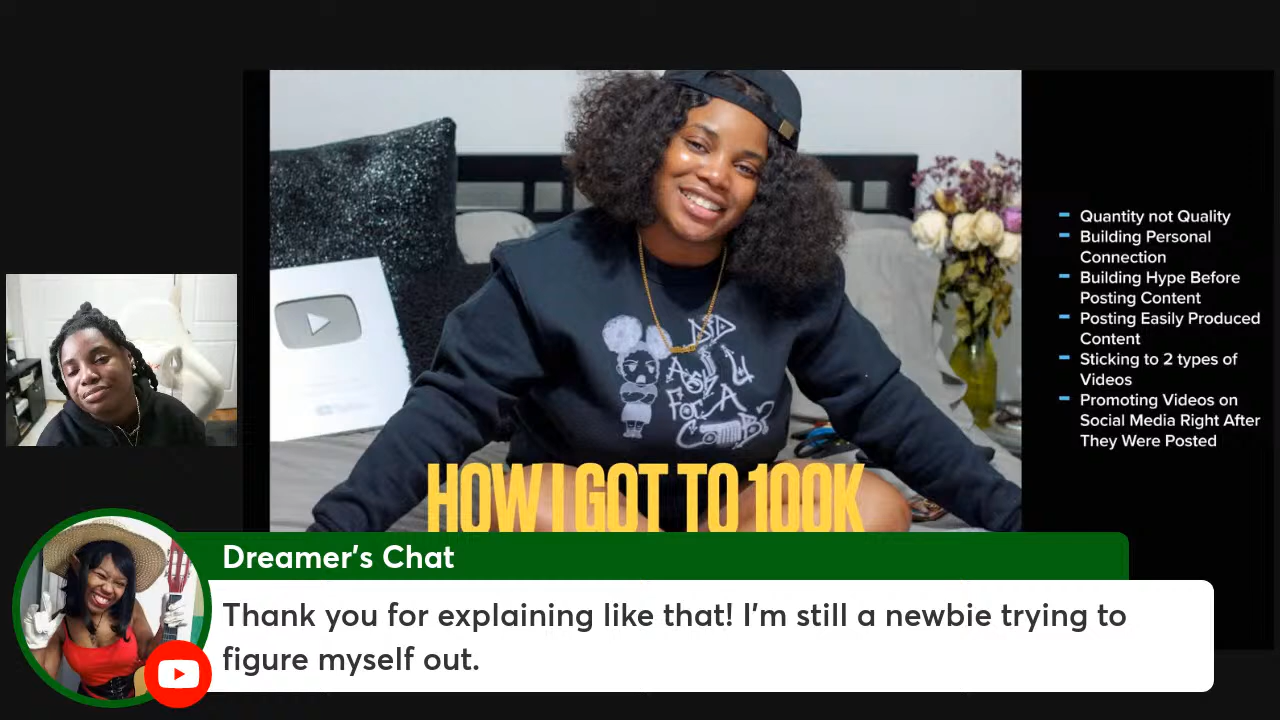 Quantity not Quality
Building Personal
Connection
Building Hype Before
Posting Content
Posting Easily Produced
Content
Sticking to 2 types of
Videos
Promoting Videos on
Social Media Right After
They Were Posted
HOW I GOT TO 100K
Dreamer's Chat
Thank you for explaining like that! I'm still a newbie trying to
figure myself out.